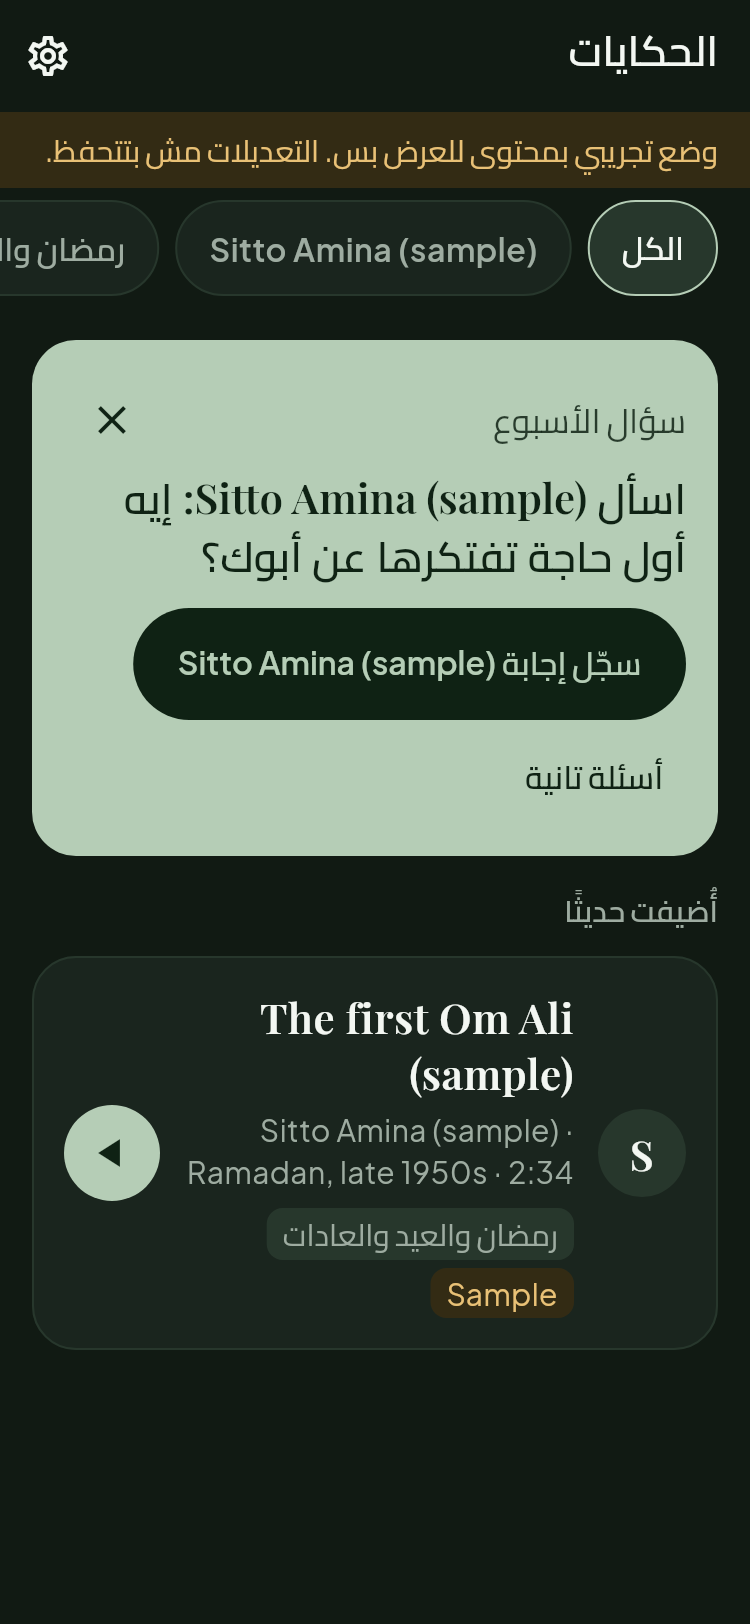 الحكايات
وضع تجريبي بمحتوى للعرض بس. التعديلات مش بتتحفظ.
الكل
Sitto Amina (sample)
رمضان وال
سؤال الأسبوع
اسأل Sitto Amina (sample): إيه
أول حاجة تفتكرها عن أبوك؟
سجّل إجابة Sitto Amina (sample)
أسئلة تانية
أُضيفت حديثًا
The first Om Ali
(sample)
Sitto Amina (sample) ·
Ramadan, late 1950s · 2:34
رمضان والعيد والعادات
Sample
S